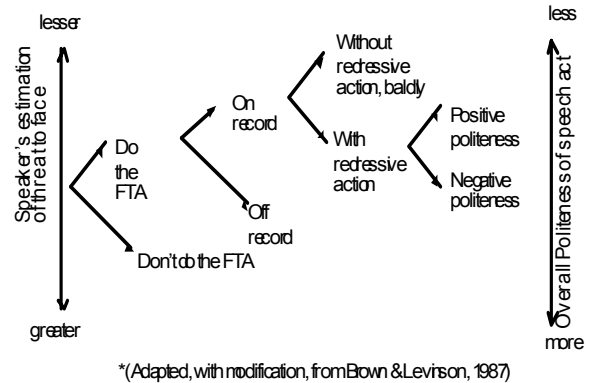 lesser
less
Speaker's estimation
of threat to face
Without
redressive
action, baldly
On
record
Do
the
FTA
With
redressive
action
Positive
politeness
Negative
politeness
Off
record
Don't do the FTA
Overall Politeness of speech act
greater
more
*(Adapted, with modification, from Brown & Levinson, 1987)